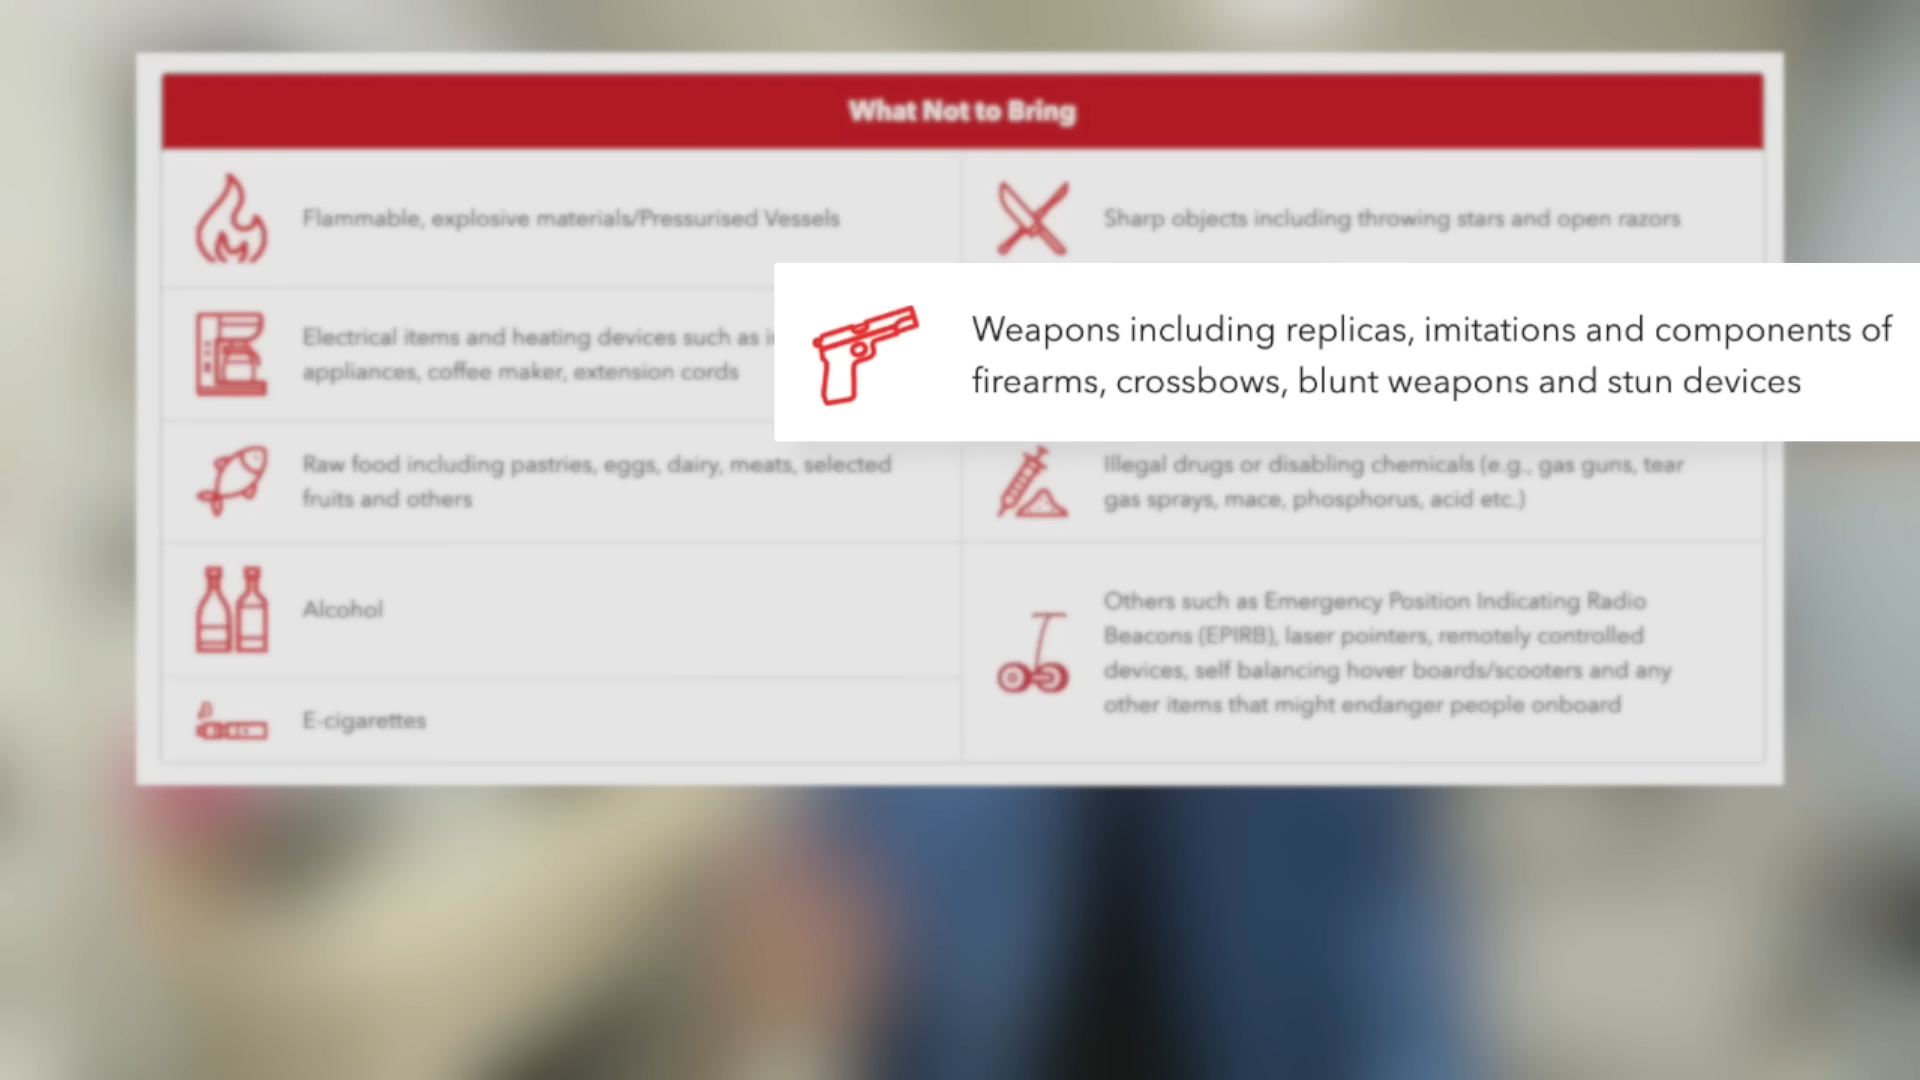 What Not to Bring
Flammable, explosive materials/Pressurised Vessels
Sharp objects including throwing stars and open razors
Electrical items and heating devices such as
appliances, coffee maker, extension cords
Weapons including replicas, imitations and components of
firearms, crossbows, blunt weapons and stun devices
Raw food including pastries, eggs, dairy, meats, selected
fruits and others
Illegal drugs or disabling chemicals (e.g., gas guns, tear
gas sprays, mace, phosphorus, acid etc.)
Alcohol
E-cigarettes
Others such as Emergency Position Indicating Radio
Beacons (EPIRB), laser pointers, remotely controlled
devices, self balancing hover boards/scooters and any
other items that might endanger people onboard